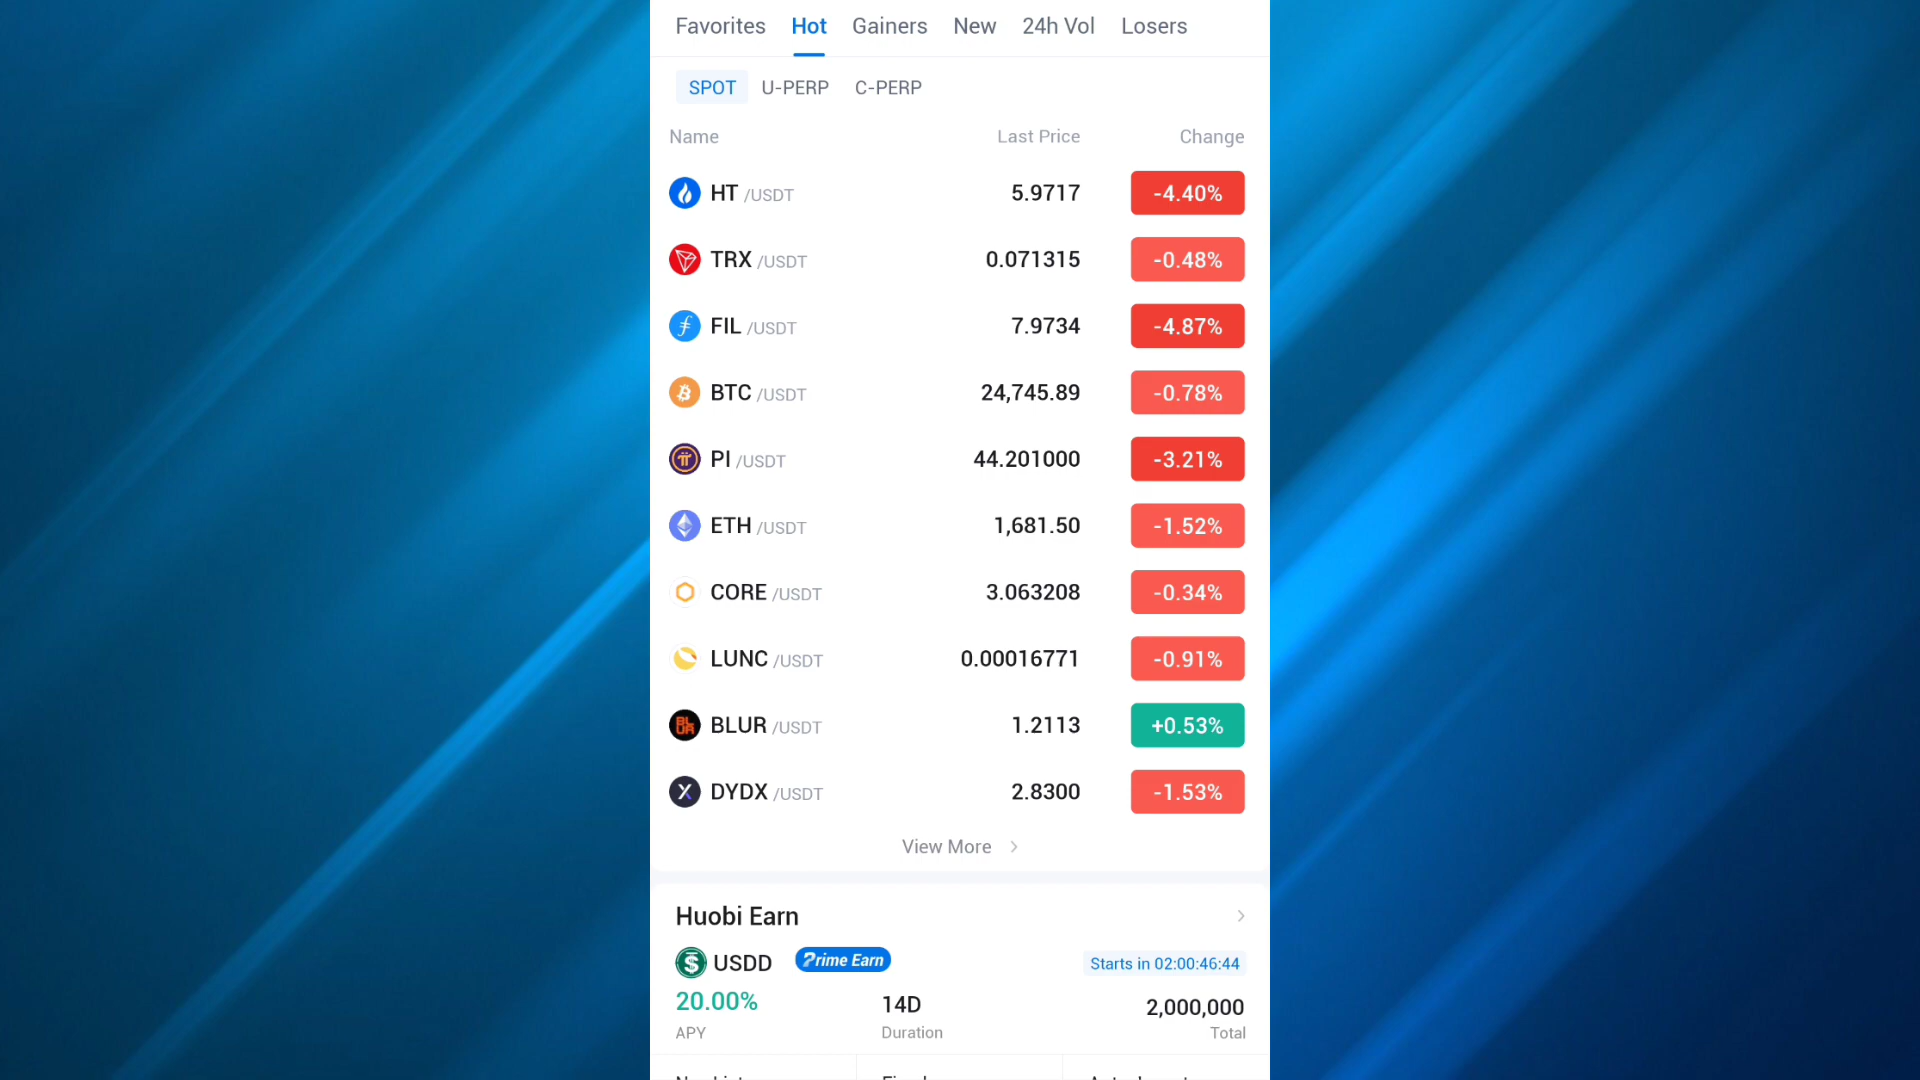 Favorites Hot Gainers New 24h Vol Losers
SPOT U-PERP C-PERP
Name Last Price Change
HT /USDT 5.9717 -4.40%
TRX /USDT 0.071315 -0.48%
FIL /USDT 7.9734 -4.87%
BTC /USDT 24,745.89 -0.78%
PI /USDT 44.201000 -3.21%
ETH /USDT 1,681.50 -1.52%
CORE /USDT 3.063208 -0.34%
LUNC /USDT 0.00016771 -0.91%
BLUR /USDT 1.2113 +0.53%
DYDX /USDT 2.8300 -1.53%
View More
Huobi Earn
USDD Prime Earn Starts in 02:00:46:44
20.00% 14D 2,000,000
APY Duration Total